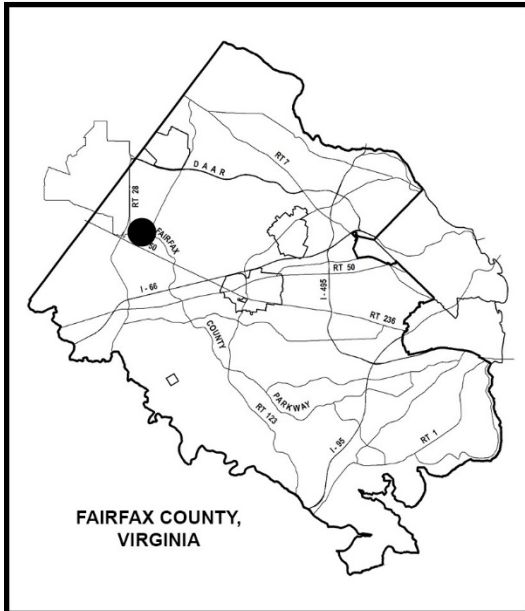 RT 7
DAAR
RT 28
FAIRFAX
50
RT 50
I - 66
I - 495
RT 236
COUNTY
PARKWAY
RT 123
I - 95
RT 1
FAIRFAX COUNTY,
VIRGINIA